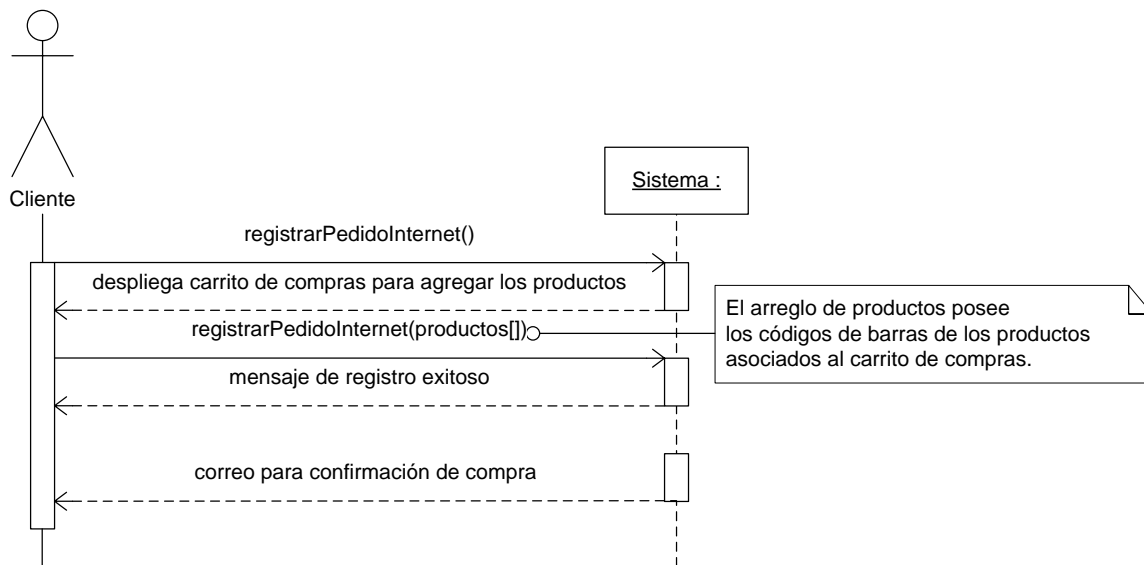 Cliente
Sistema :
registrarPedidoInternet()
despliega carrito de compras para agregar los productos
registrarPedidoInternet(productos[])
El arreglo de productos posee
los códigos de barras de los productos
asociados al carrito de compras.
mensaje de registro exitoso
correo para confirmación de compra